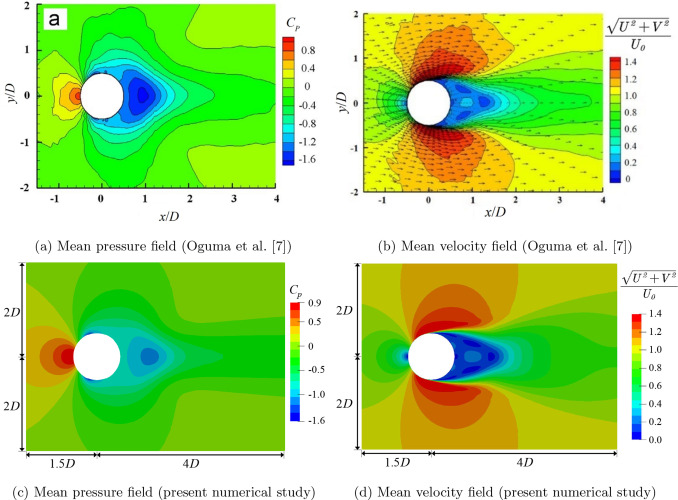 a
C_p
0.8
0.4
0
-0.4
-0.8
-1.2
-1.6
2
1
0
-1
-2
y/D
-1 0 1 2 3 4
x/D
√U² + V²
U₀
1.4
1.2
1.0
0.8
0.6
0.4
0.2
0
2
1
0
-1
-2
y/D
-1 0 1 2 3 4
x/D
(a) Mean pressure field (Oguma et al. [7])
(b) Mean velocity field (Oguma et al. [7])
2D
2D
C_p
0.9
0.5
0.0
-0.5
-1.0
-1.6
1.5D
4D
2D
2D
√U² + V²
U₀
1.4
1.2
1.0
0.8
0.6
0.4
0.2
0.0
1.5D
4D
(c) Mean pressure field (present numerical study)
(d) Mean velocity field (present numerical study)